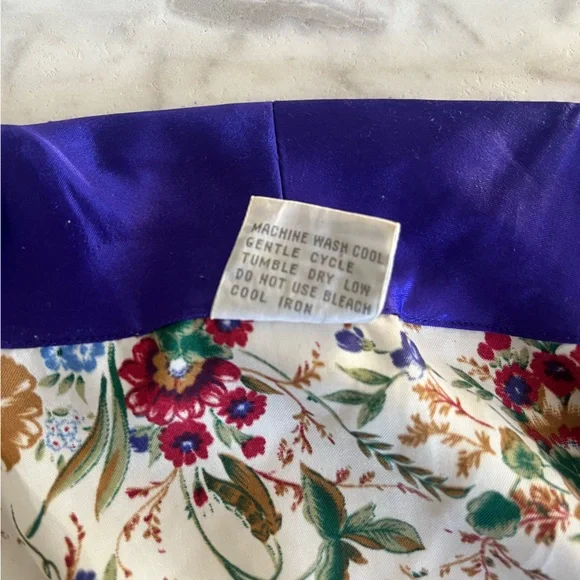 MACHINE WASH COOL
GENTLE CYCLE
TUMBLE DRY LOW
DO NOT USE BLEACH
COOL IRON